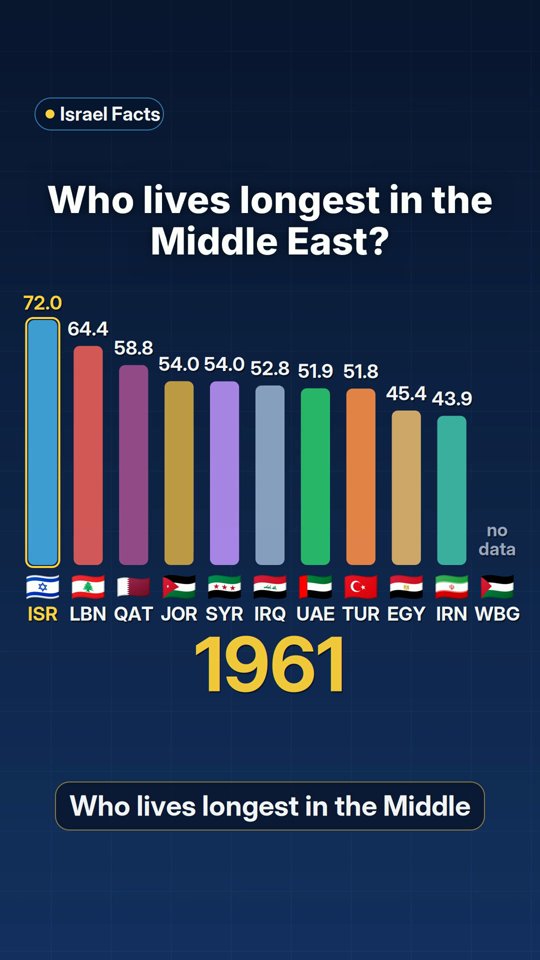 Israel Facts
Who lives longest in the
Middle East?
72.0
64.4
58.8
54.0
54.0
52.8
51.9
51.8
45.4
43.9
no
data
ISR LBN QAT JOR SYR IRQ UAE TUR EGY IRN WBG
1961
Who lives longest in the Middle